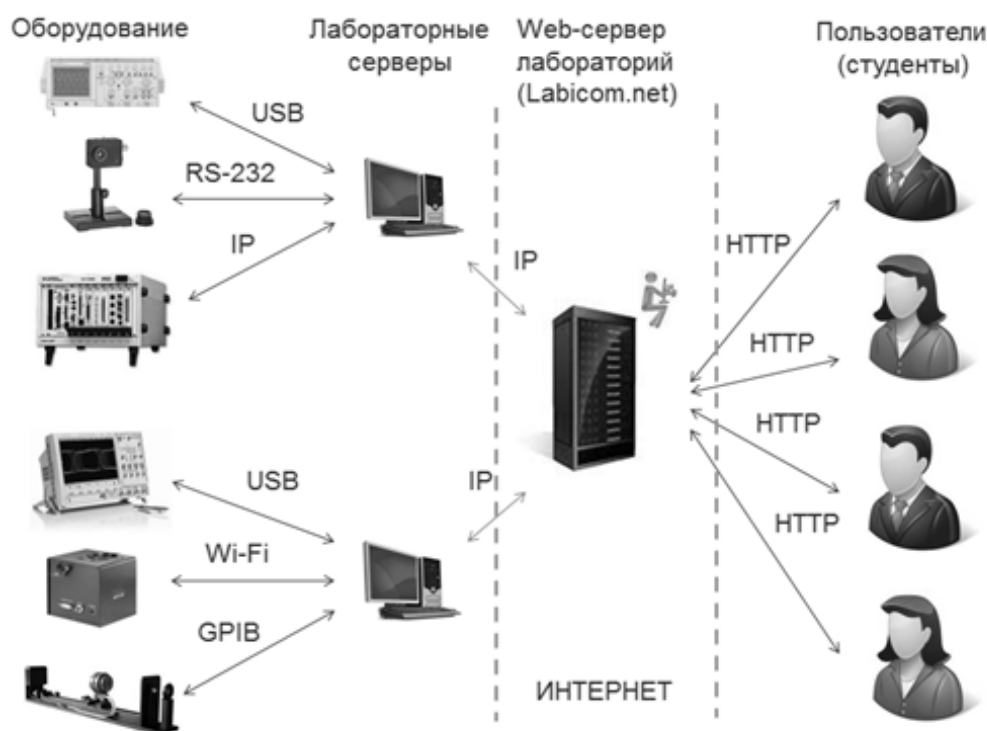 Оборудование
Лабораторные
серверы
Web-сервер
лабораторий
(Labicom.net)
Пользователи
(студенты)
USB
RS-232
IP
IP
HTTP
HTTP
HTTP
HTTP
USB
Wi-Fi
GPIB
IP
ИНТЕРНЕТ